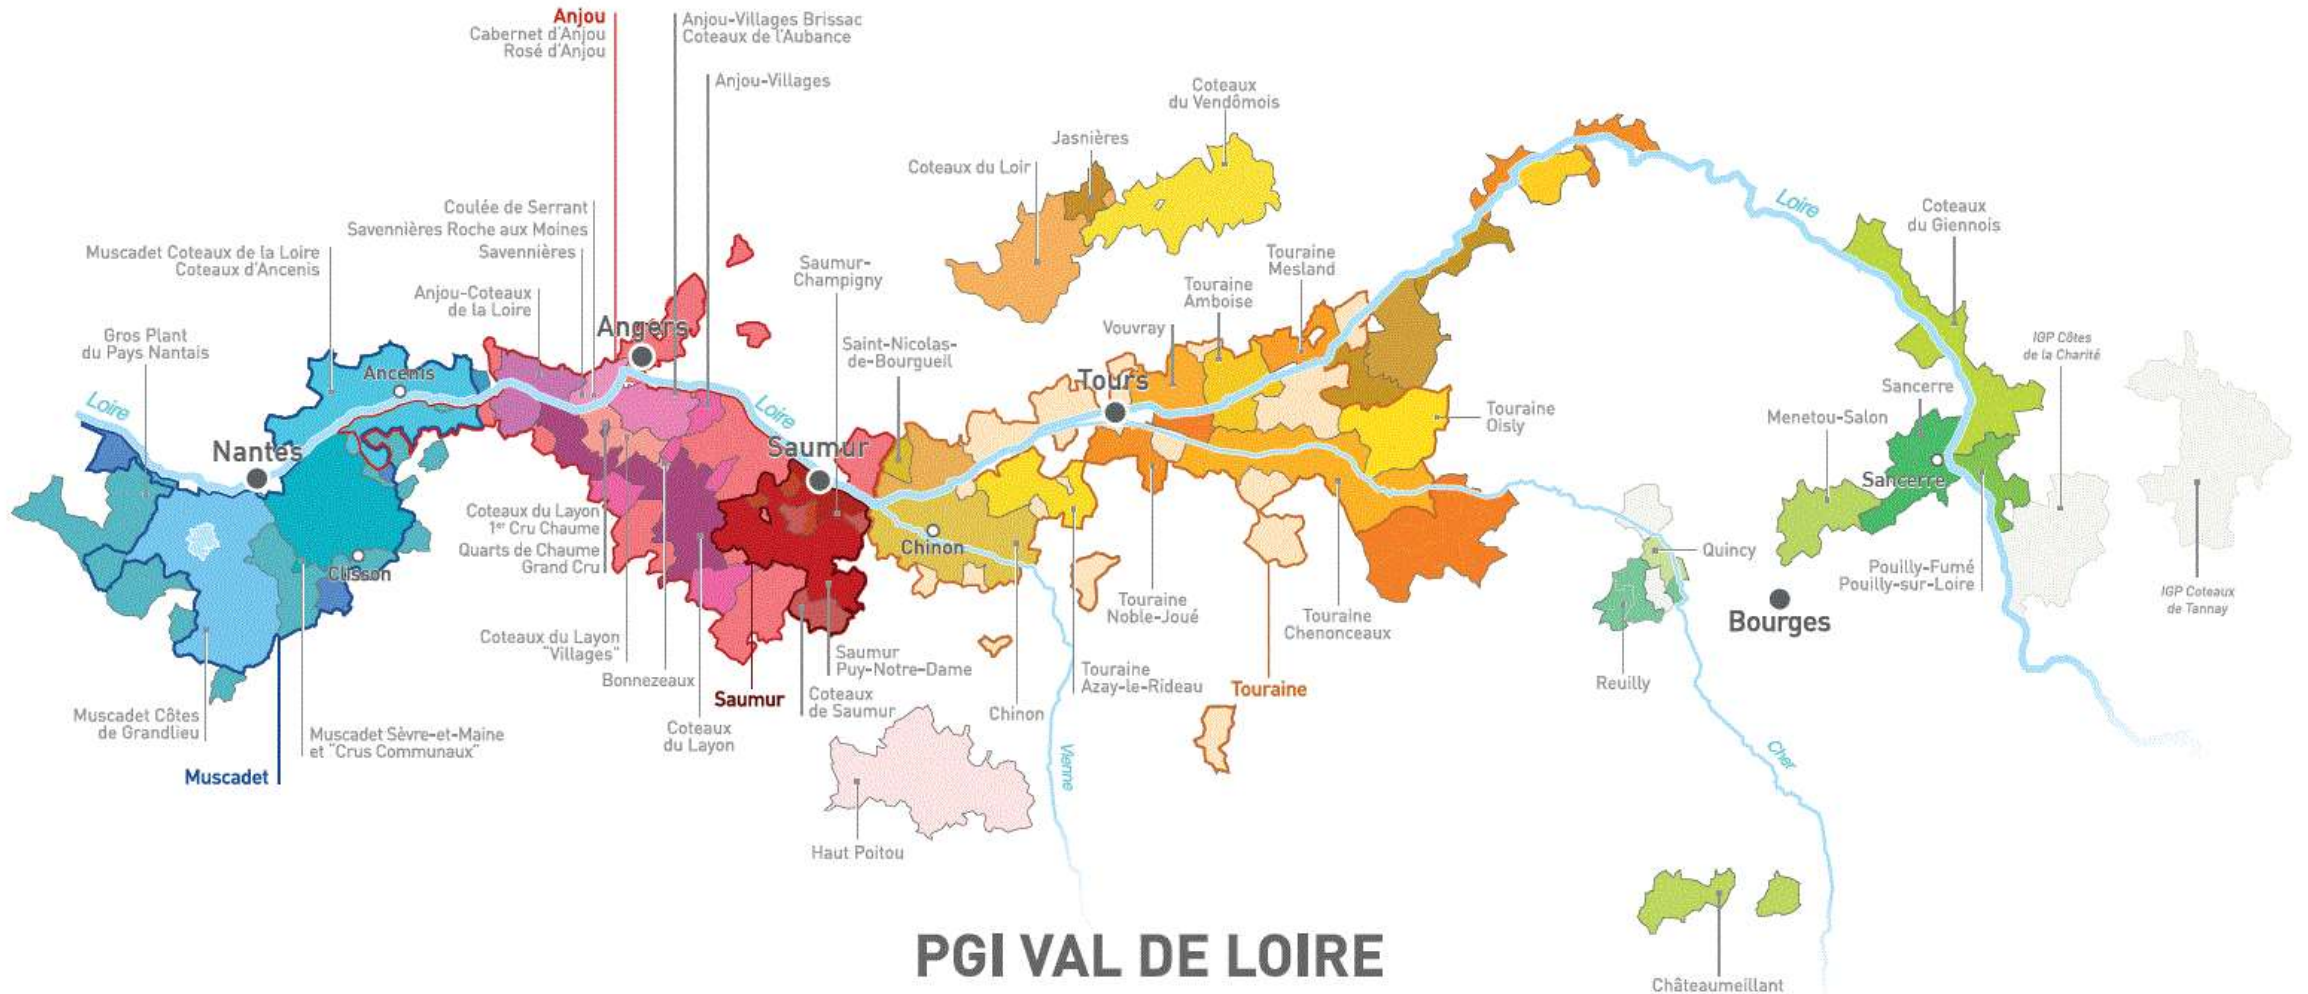 Anjou
Cabernet d'Anjou
Rosé d'Anjou
Anjou-Villages Brissac
Coteaux de l'Aubance
Anjou-Villages
Coteaux
du Vendômois
Jasnières
Coteaux du Loir
Coulée de Serrant
Savennières Roche aux Moines
Savennières
Muscadet Coteaux de la Loire
Coteaux d'Ancenis
Anjou-Coteaux
de la Loire
Gros Plant
du Pays Nantais
Saumur-
Champigny
Saint-Nicolas-
de-Bourgueil
Vouvray
Touraine
Amboise
Touraine
Mesland
Loire
Coteaux
du Giennois
IGP Côtes
de la Charité
Sancerre
Menetou-Salon
Touraine
Oisly
Angers
Ancenis
Loire
Nantes
Loire
Saumur
Tours
Chinon
Clisson
Sancerre
Coteaux du Layon
1er Cru Chaume
Quarts de Chaume
Grand Cru
Coteaux du Layon
"Villages"
Bonnezeaux
Saumur
Coteaux
du Layon
Saumur
Puy-Notre-Dame
Coteaux
de Saumur
Chinon
Touraine
Azay-le-Rideau
Touraine
Noble-Joué
Touraine
Touraine
Chenonceaux
Quincy
Reuilly
Bourges
Pouilly-Fumé
Pouilly-sur-Loire
IGP Coteaux
de Tannay
Muscadet Côtes
de Grandlieu
Muscadet Sèvre-et-Maine
et "Crus Communaux"
Muscadet
Vienne
Cher
Haut Poitou
PGI VAL DE LOIRE
Châteaumeillant